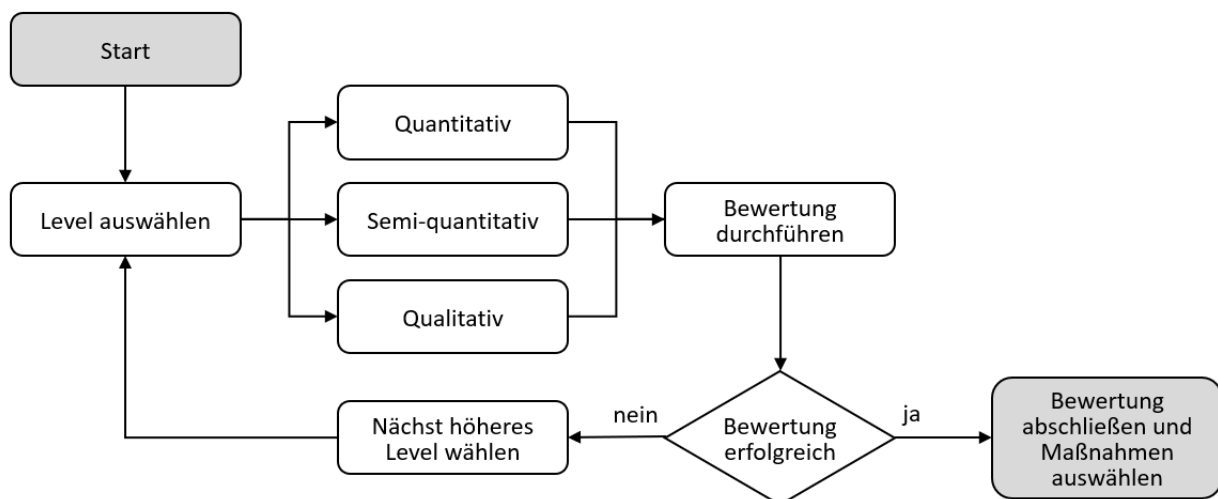 Start
Quantitativ
Level auswählen
Semi-quantitativ
Bewertung
durchführen
Qualitativ
Nächst höheres
Level wählen
nein
Bewertung
erfolgreich
ja
Bewertung
abschließen und
Maßnahmen
auswählen